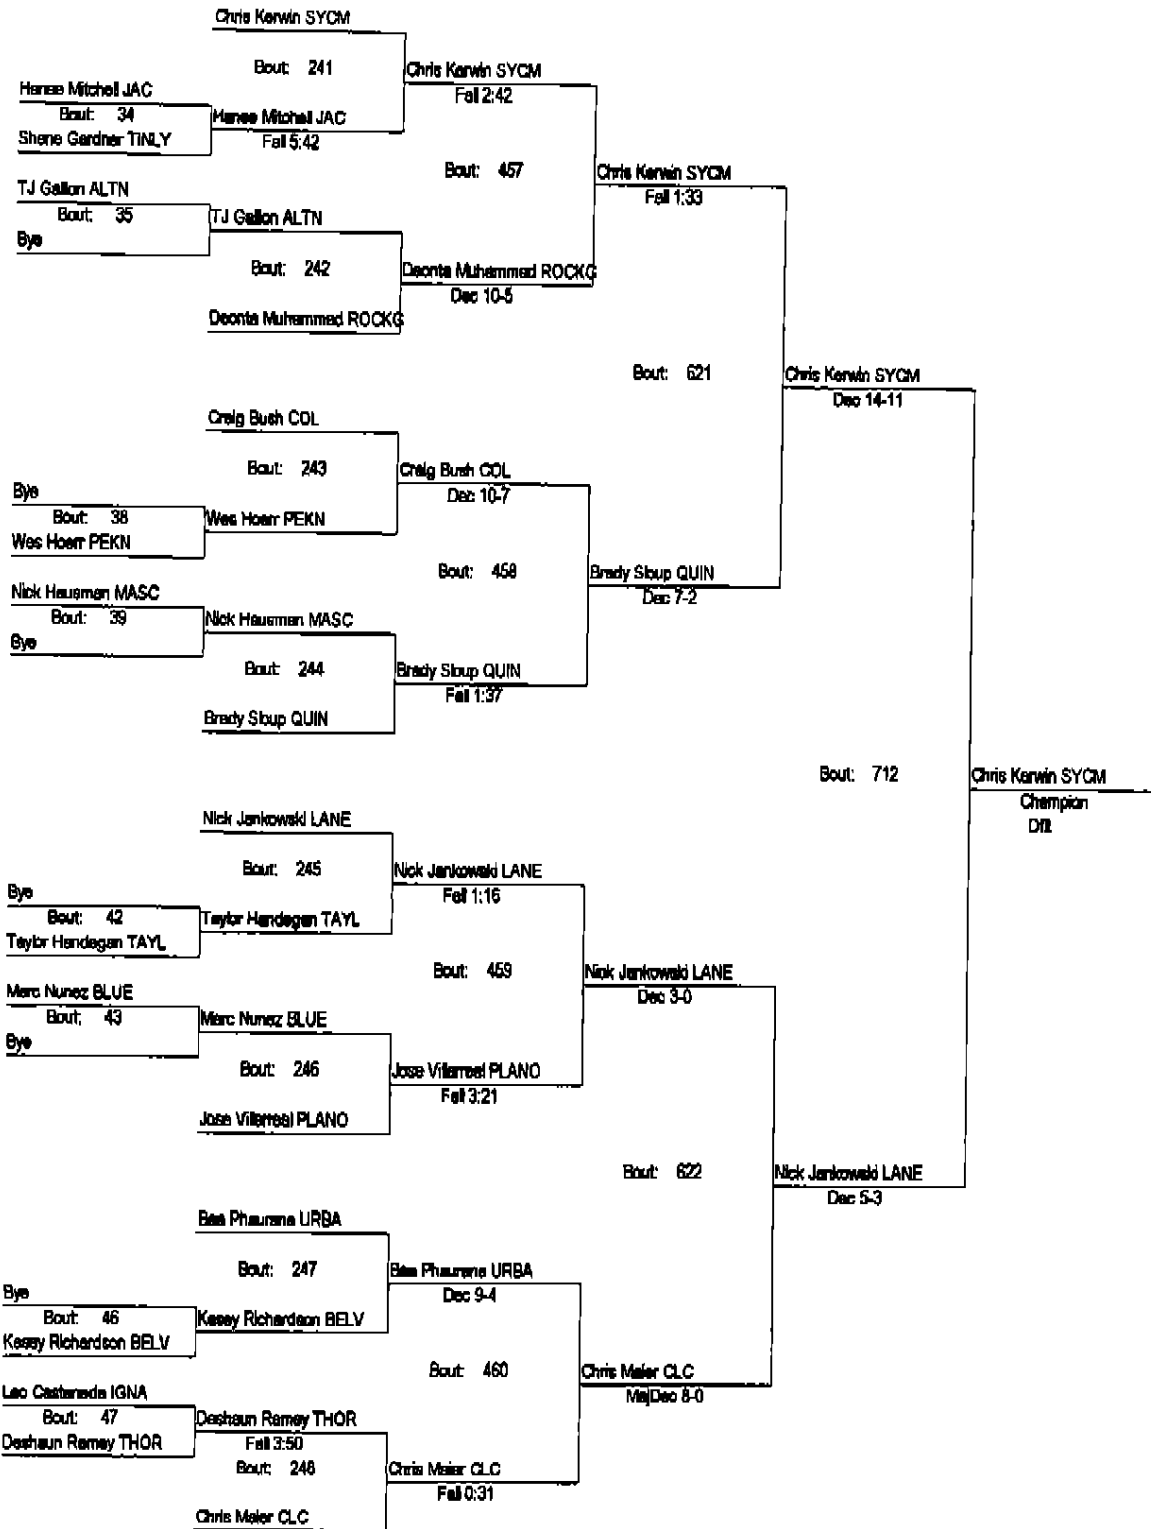 Chris Kerwin SYCM
Bout: 241
Chris Kerwin SYCM
Fall 2:42
Hanee Mitchell JAC
Bout: 34
Hanee Mitchell JAC
Shane Gardner TINLY
Fall 5:42
Bout: 457
Chris Kerwin SYCM
Fall 1:33
TJ Gallon ALTN
Bout: 35
TJ Gallon ALTN
Bye
Bout: 242
Deonta Muhammad ROCKG
Dec 10-5
Deonta Muhammad ROCKG
Bout: 621
Chris Kerwin SYCM
Dec 14-11
Craig Bush COL
Bout: 243
Craig Bush COL
Dec 10-7
Bye
Bout: 38
Wes Hoerr PEKN
Wes Hoerr PEKN
Bout: 458
Brady Sloup QUIN
Dec 7-2
Nick Hausman MASC
Bout: 39
Nick Hausman MASC
Bye
Bout: 244
Brady Sloup QUIN
Fall 1:37
Brady Sloup QUIN
Bout: 712
Chris Kerwin SYCM
Champion
Dflt
Nick Jankowski LANE
Bout: 245
Nick Jankowski LANE
Fall 1:16
Bye
Bout: 42
Taylor Handegan TAYL
Taylor Handegan TAYL
Bout: 459
Nick Jankowski LANE
Dec 3-0
Marc Nunez BLUE
Bout: 43
Marc Nunez BLUE
Bye
Bout: 246
Jose Villarreal PLANO
Fall 3:21
Jose Villarreal PLANO
Bout: 622
Nick Jankowski LANE
Dec 5-3
Bee Phaurana URBA
Bout: 247
Bee Phaurana URBA
Dec 9-4
Bye
Bout: 46
Kasey Richardson BELV
Kasey Richardson BELV
Bout: 460
Chris Maier CLC
MajDec 8-0
Leo Castaneda IGNA
Bout: 47
Deshaun Ramey THOR
Deshaun Ramey THOR
Fall 3:50
Bout: 248
Chris Maier CLC
Fall 0:31
Chris Maier CLC